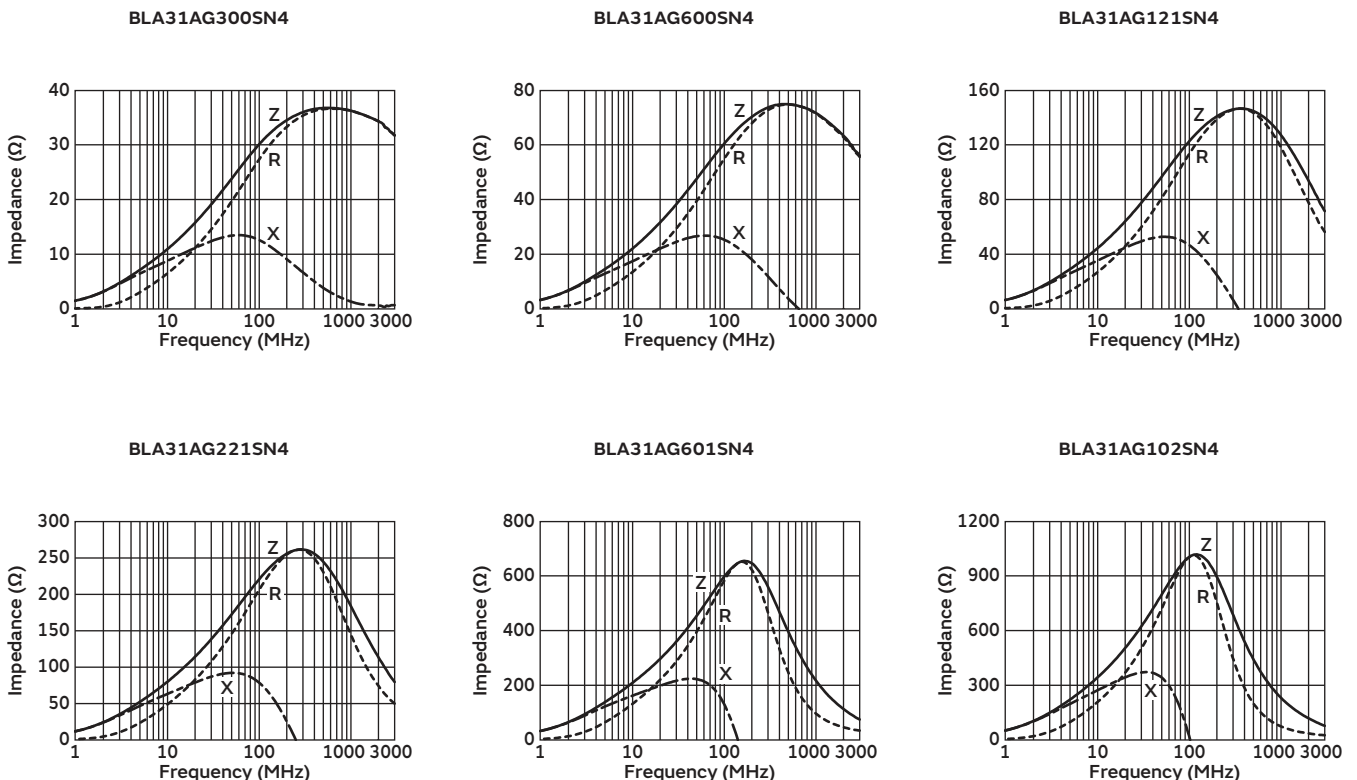 BLA31AG300SN4
Impedance (Ω)
40
30
20
10
0
Z
R
X
1 10 100 1000 3000
Frequency (MHz)
BLA31AG600SN4
Impedance (Ω)
80
60
40
20
0
Z
R
X
1 10 100 1000 3000
Frequency (MHz)
BLA31AG121SN4
Impedance (Ω)
160
120
80
40
0
Z
R
X
1 10 100 1000 3000
Frequency (MHz)
BLA31AG221SN4
Impedance (Ω)
300
250
200
150
100
50
0
Z
R
X
1 10 100 1000 3000
Frequency (MHz)
BLA31AG601SN4
Impedance (Ω)
800
600
400
200
0
Z
R
X
1 10 100 1000 3000
Frequency (MHz)
BLA31AG102SN4
Impedance (Ω)
1200
900
600
300
0
Z
R
X
1 10 100 1000 3000
Frequency (MHz)